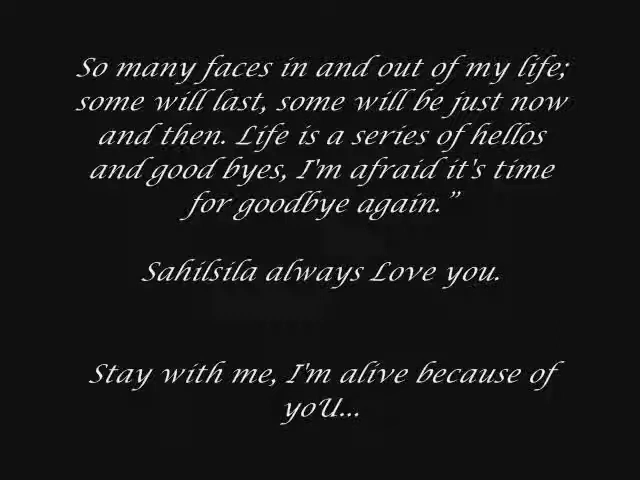 So many faces in and out of my life;
some will last, some will be just now
and then. Life is a series of hellos
and good byes, I'm afraid it's time
for goodbye again.”
Sahilsila always Love you.
Stay with me, I'm alive because of
yoU...